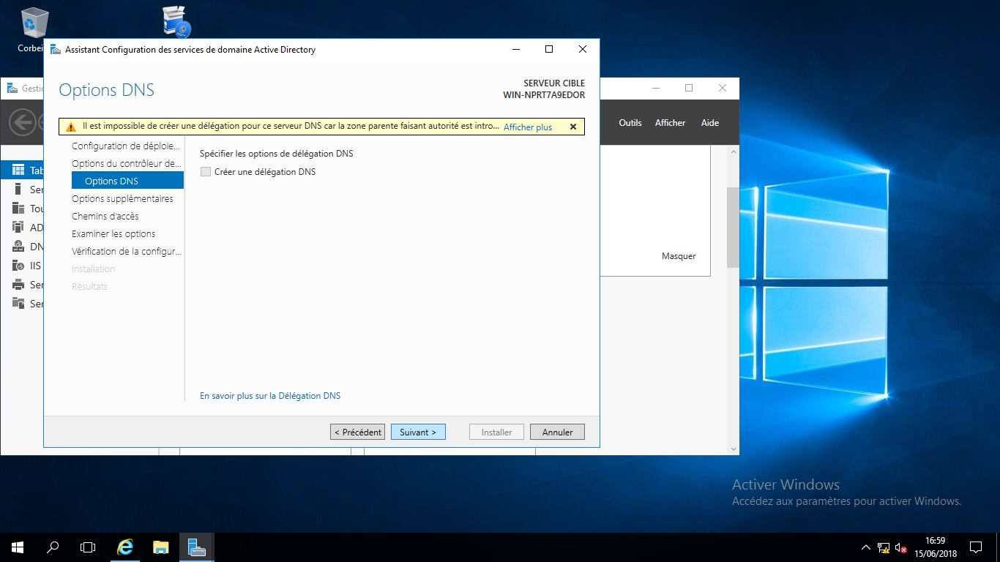 Corbei
Assistant Configuration des services de domaine Active Directory
Options DNS
SERVEUR CIBLE
WIN-NPRT7A9EDOR
Il est impossible de créer une délégation pour ce serveur DNS car la zone parente faisant autorité est intro... Afficher plus
Configuration de déploie...
Options du contrôleur de...
Options DNS
Options supplémentaires
Chemins d'accès
Examiner les options
Vérification de la configur...
Installation
Résultats
Spécifier les options de délégation DNS
Créer une délégation DNS
En savoir plus sur la Délégation DNS
< Précédent
Suivant >
Installer
Annuler
Gestio
Outils
Afficher
Aide
Tab
Ser
Tou
AD
DN
IIS
Ser
Ser
Masquer
Activer Windows
Accédez aux paramètres pour activer Windows.
16:59
15/06/2018